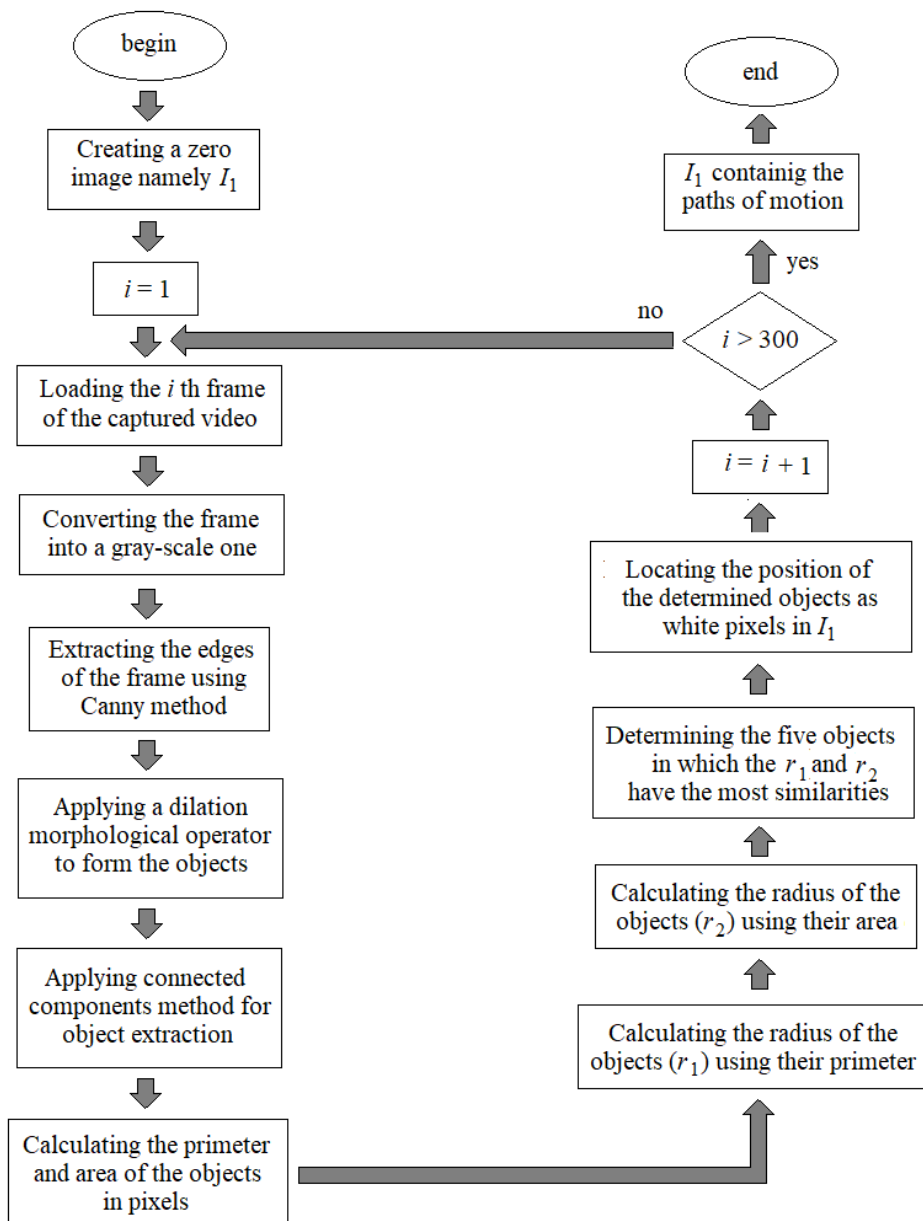 begin
Creating a zero
image namely I₁
i = 1
Loading the i th frame
of the captured video
Converting the frame
into a gray-scale one
Extracting the edges
of the frame using
Canny method
Applying a dilation
morphological operator
to form the objects
Applying connected
components method for
object extraction
Calculating the primeter
and area of the objects
in pixels
Calculating the radius of the
objects (r₁) using their primeter
Calculating the radius of the
objects (r₂) using their area
Determining the five objects
in which the r₁ and r₂
have the most similarities
Locating the position of
the determined objects as
white pixels in I₁
i = i + 1
i > 300
no
yes
I₁ containig the
paths of motion
end